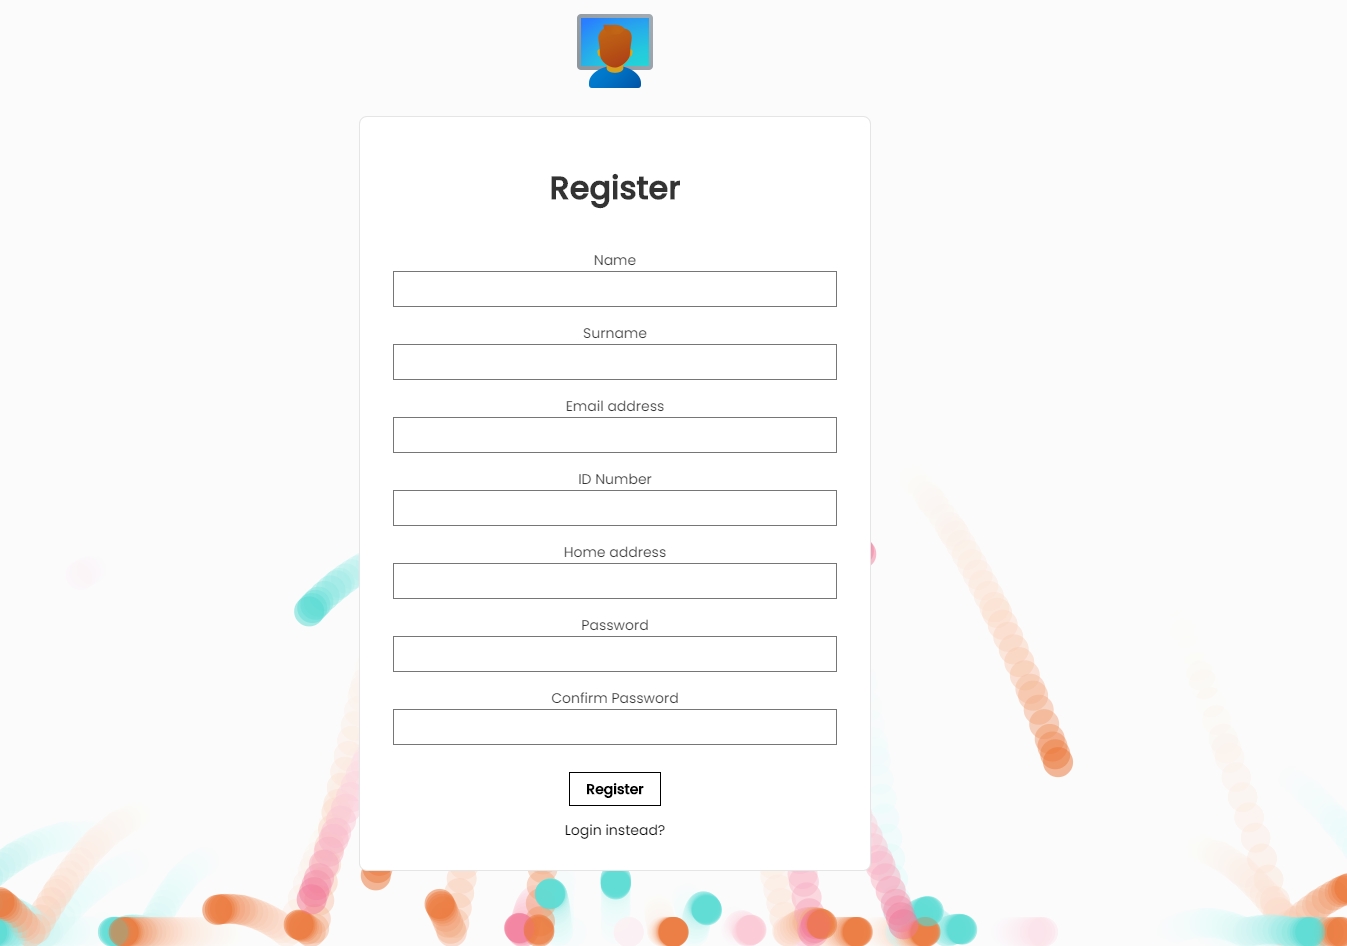 Register
Name
Surname
Email address
ID Number
Home address
Password
Confirm Password
Register
Login instead?